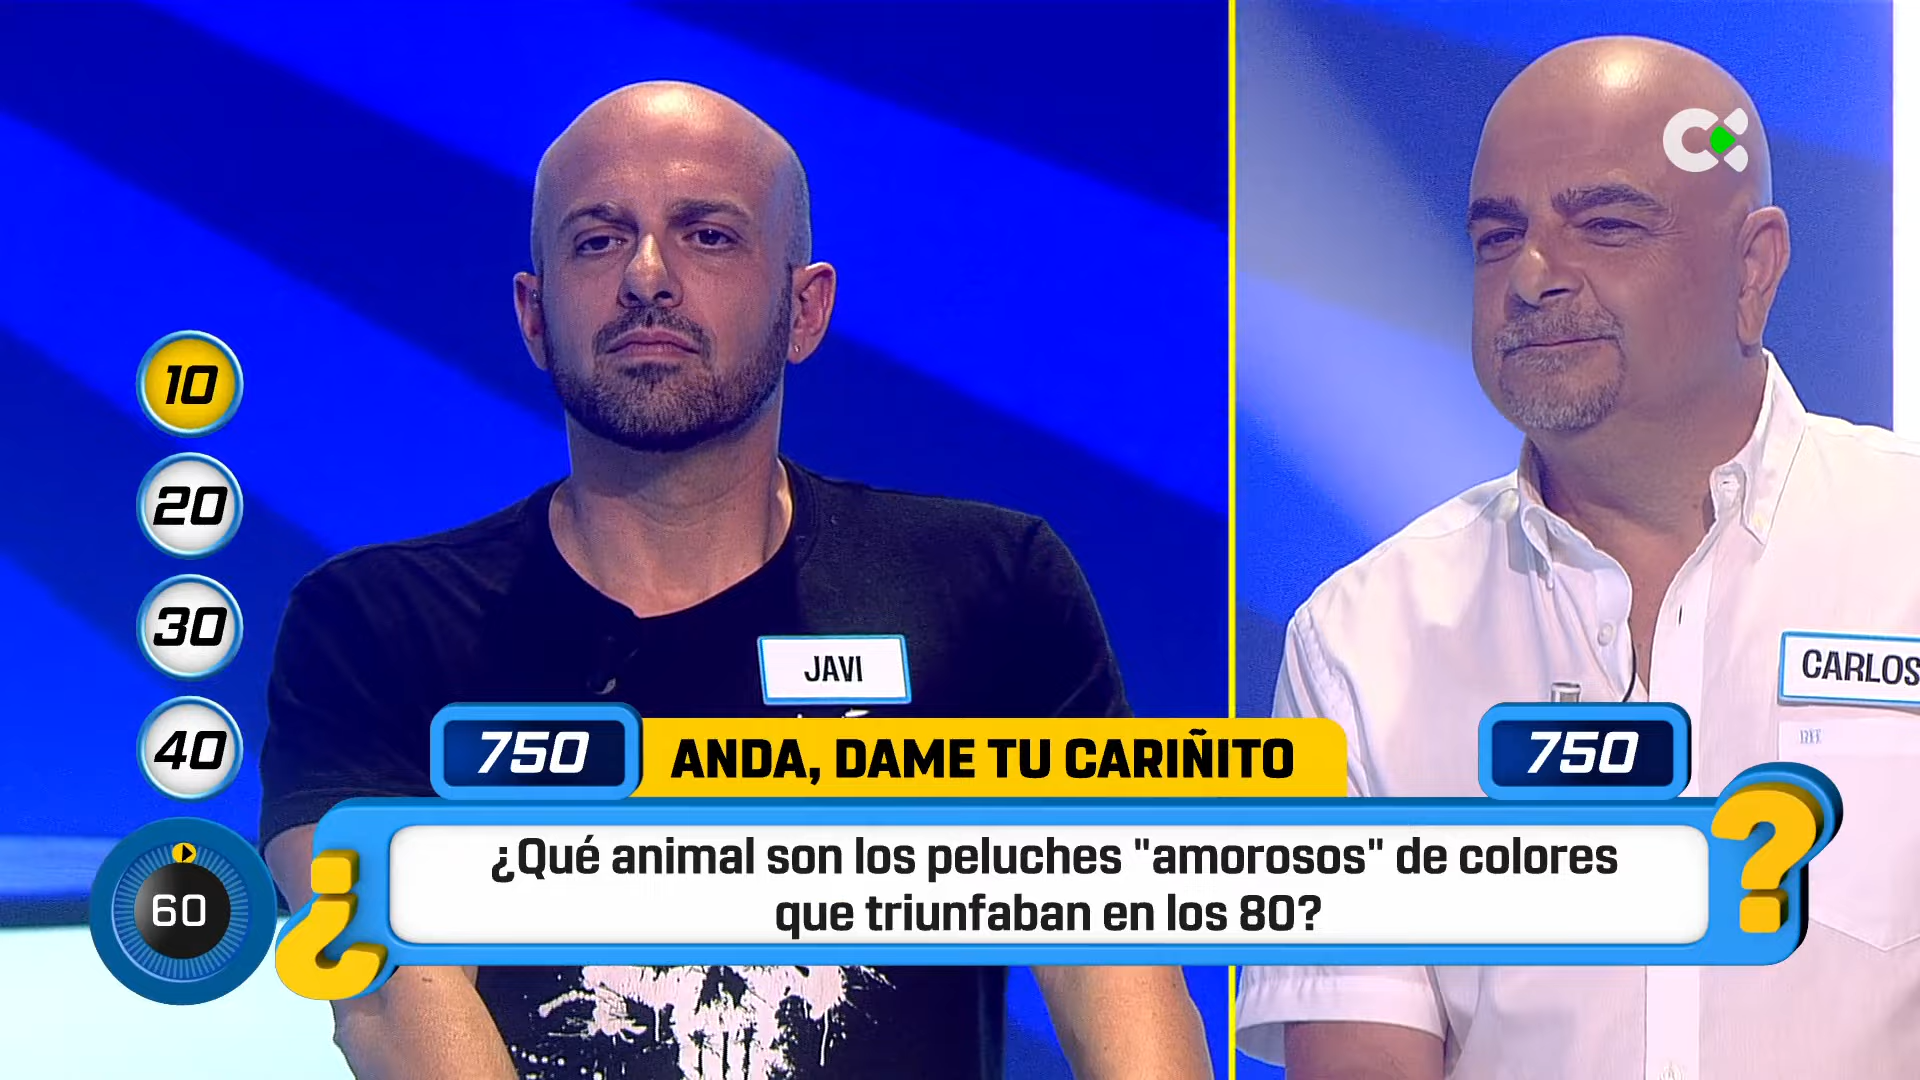 10
20
30
40
60
JAVI
CARLOS
750
ANDA, DAME TU CARIÑITO
750
¿Qué animal son los peluches "amorosos" de colores
que triunfaban en los 80?